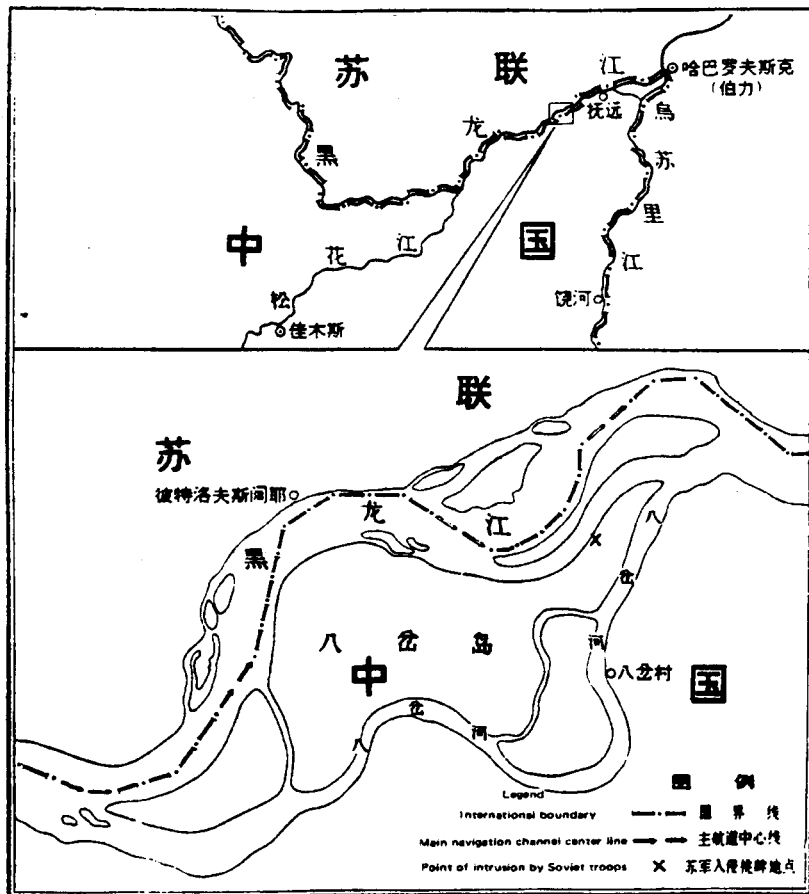 苏 联
哈巴罗夫斯克
(伯力)
黑 龙 江
抚远
乌 苏 里 江
中 国
松 花 江
饶河
佳木斯
苏 联
彼特洛夫斯阔耶
黑 龙 江
八 岔 河
八 岔 岛
中 国
八岔村
八 岔 河
图 例
Legend
International boundary 国 界 线
Main navigation channel center line 主航道中心线
Point of intrusion by Soviet troops 苏军入侵挑衅地点